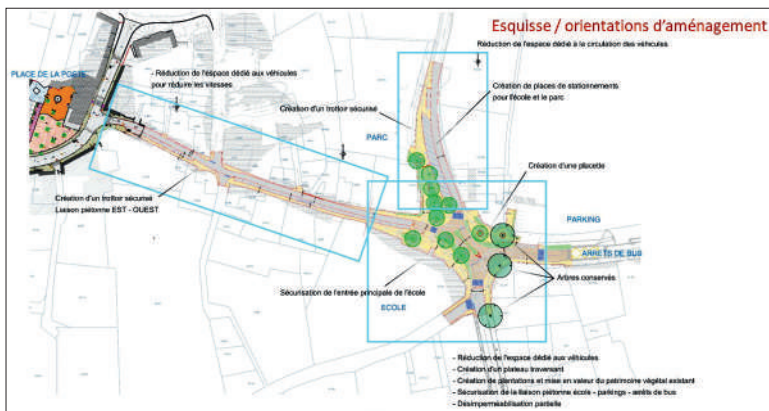 Esquisse / orientations d'aménagement
Réduction de l'espace dédié à la circulation des véhicules
PLACE DE LA POSTE
- Réduction de l'espace dédié aux véhicules
pour réduire les vitesses
Création de places de stationnements
pour l'école et le parc
Création d'un trottoir sécurisé
PARC
Création d'une placette
Création d'un trottoir sécurisé
Liaison piétonne EST - OUEST
PARKING
ARRETS DE BUS
Arbres conservés
Sécurisation de l'entrée principale de l'école
ECOLE
- Réduction de l'espace dédié aux véhicules
- Création d'un plateau traversant
- Création de plantations et mise en valeur du patrimoine végétal existant
- Sécurisation de la liaison piétonne école - parkings - arrêts de bus
- Désimperméabilisation partielle